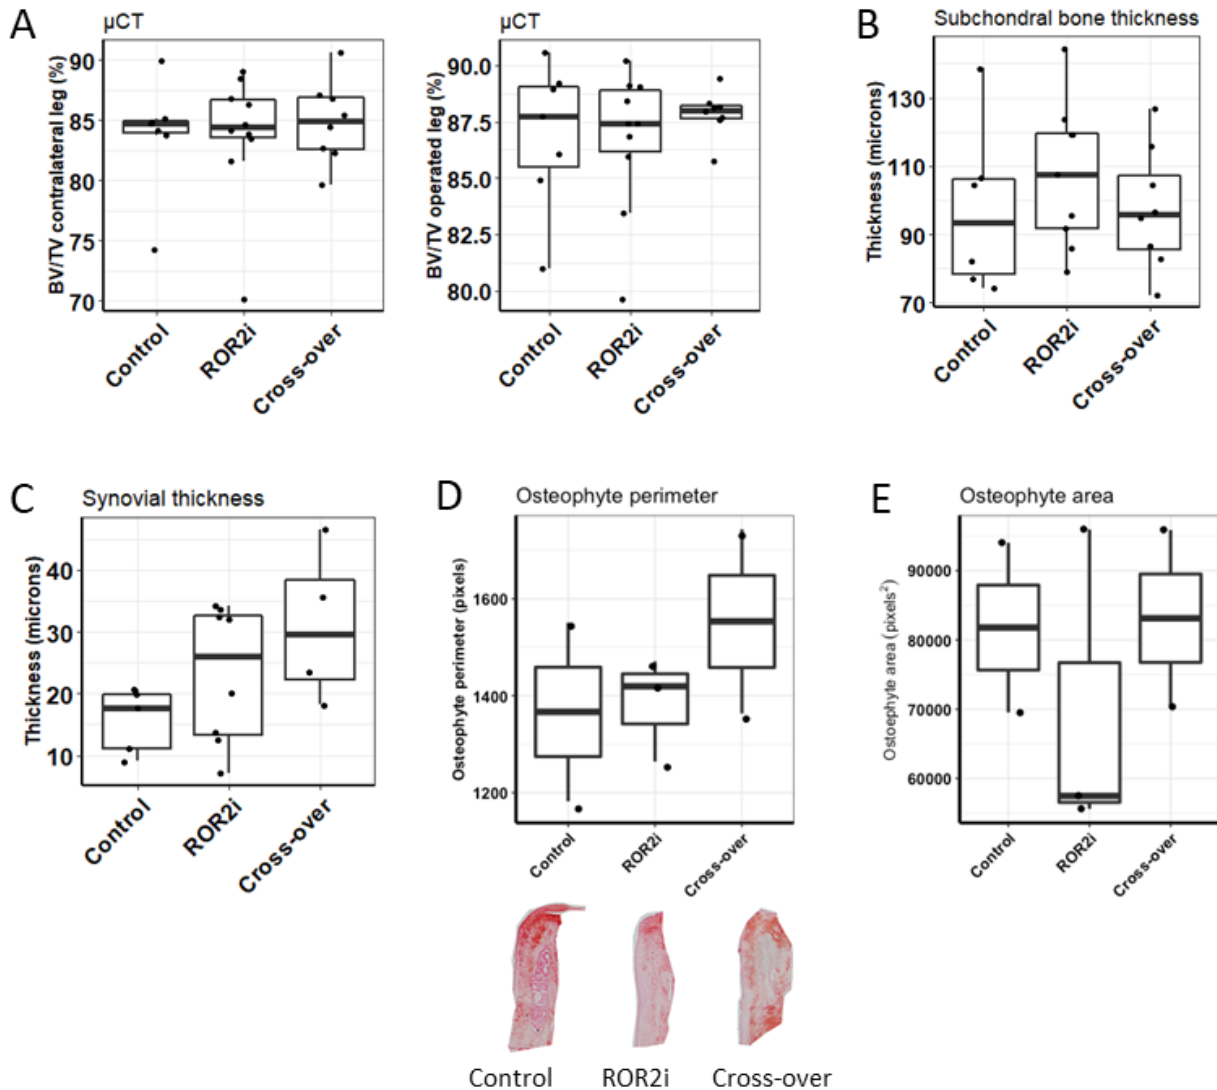 A
µCT
BV/TV contralateral leg (%)
90
85
80
75
70
Control
ROR2i
Cross-over
µCT
BV/TV operated leg (%)
90.0
87.5
85.0
82.5
80.0
Control
ROR2i
Cross-over
B
Subchondral bone thickness
Thickness (microns)
130
110
90
70
Control
ROR2i
Cross-over
C
Synovial thickness
Thickness (microns)
40
30
20
10
Control
ROR2i
Cross-over
D
Osteophyte perimeter
Osteophyte perimeter (pixels)
1600
1400
1200
Control
ROR2i
Cross-over
Control
ROR2i
Cross-over
E
Osteophyte area
Ostoephyte area (pixels²)
90000
80000
70000
60000
Control
ROR2i
Cross-over